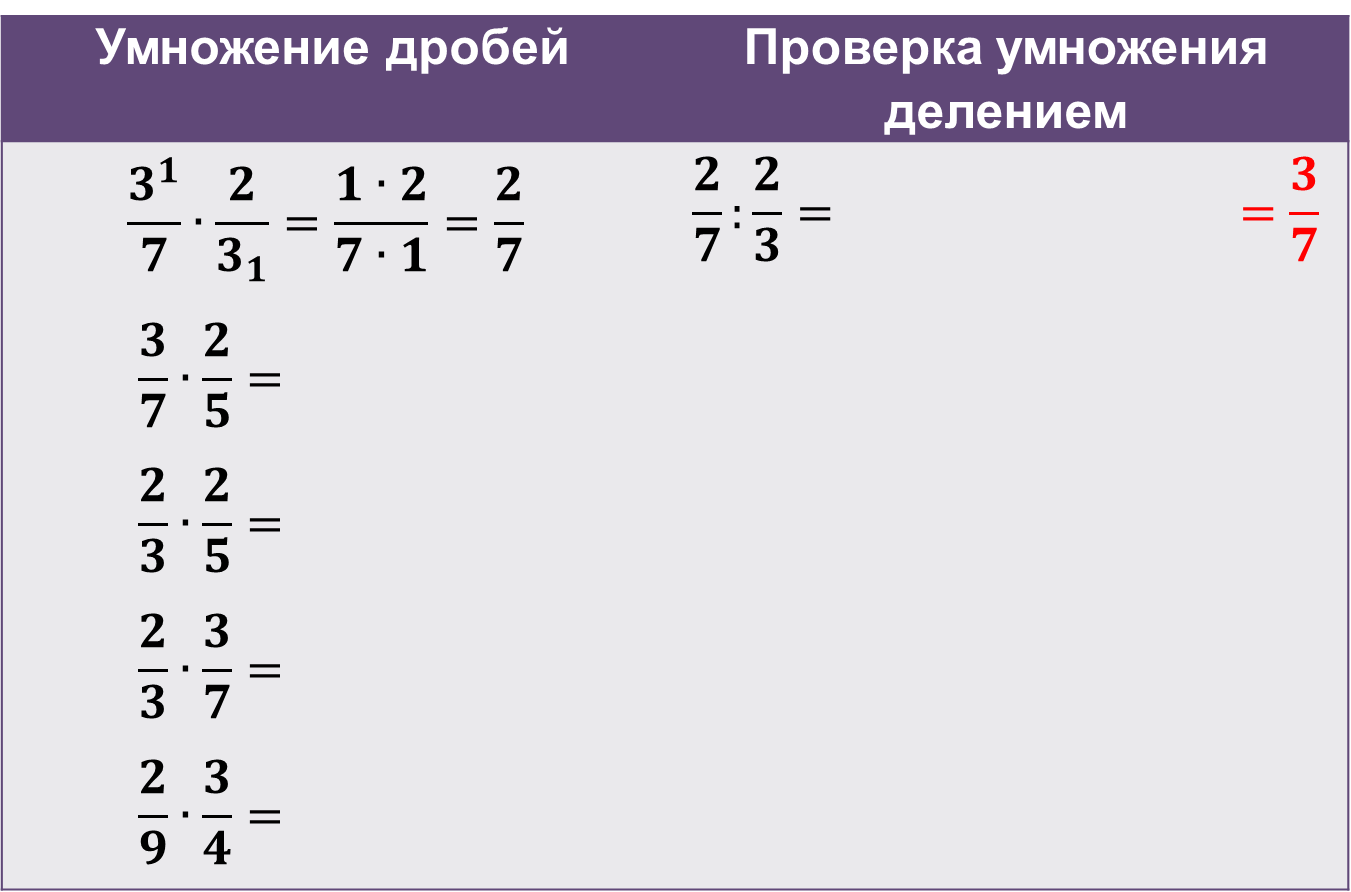 Умножение дробей
Проверка умножения
делением
3¹/7 · 2/3₁ = 1 · 2/7 · 1 = 2/7
2/7 : 2/3 = = 3/7
3/7 · 2/5 =
2/3 · 2/5 =
2/3 · 3/7 =
2/9 · 3/4 =